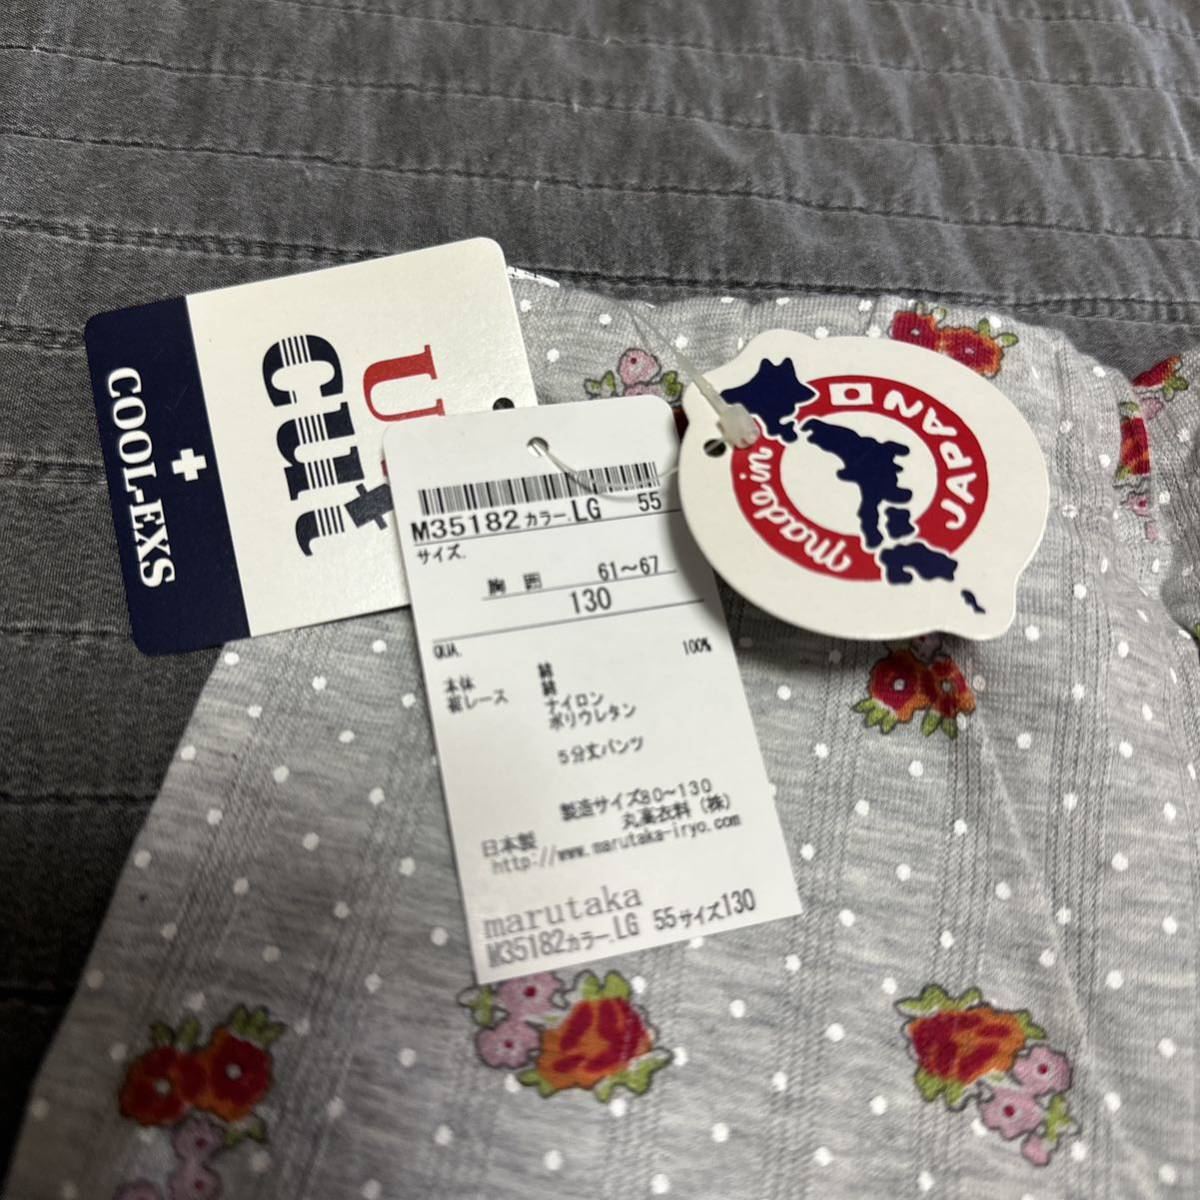 COOL-EXS
cut
U
M35182カラー.LG 55
サイズ.
胸囲 61～67
130
QUA.
100%
本体 綿
裾レース 綿
ナイロン
ポリウレタン
5分丈パンツ
製造サイズ80～130
丸高衣料(株)
日本製
http://www.marutaka-iryo.com
marutaka
M35182カラー.LG 55サイズ130
made in JAPAN